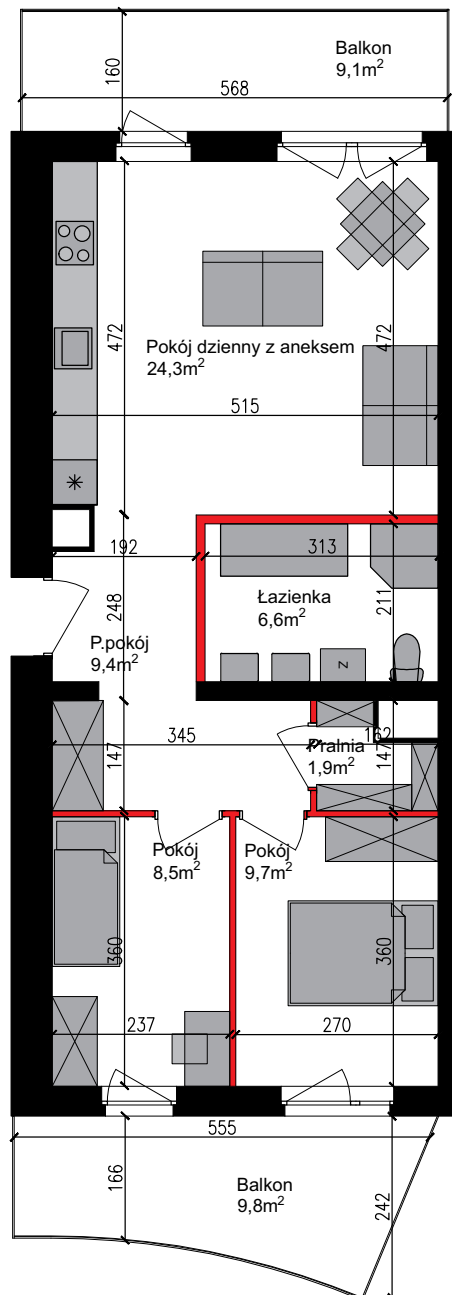 Balkon
9,1m²
160
568
472
472
Pokój dzienny z aneksem
24,3m²
515
192
313
248
Łazienka
6,6m²
211
P.pokój
9,4m²
z
345
162
147
Pralnia
1,9m²
147
Pokój
8,5m²
Pokój
9,7m²
360
360
237
270
555
166
Balkon
9,8m²
242